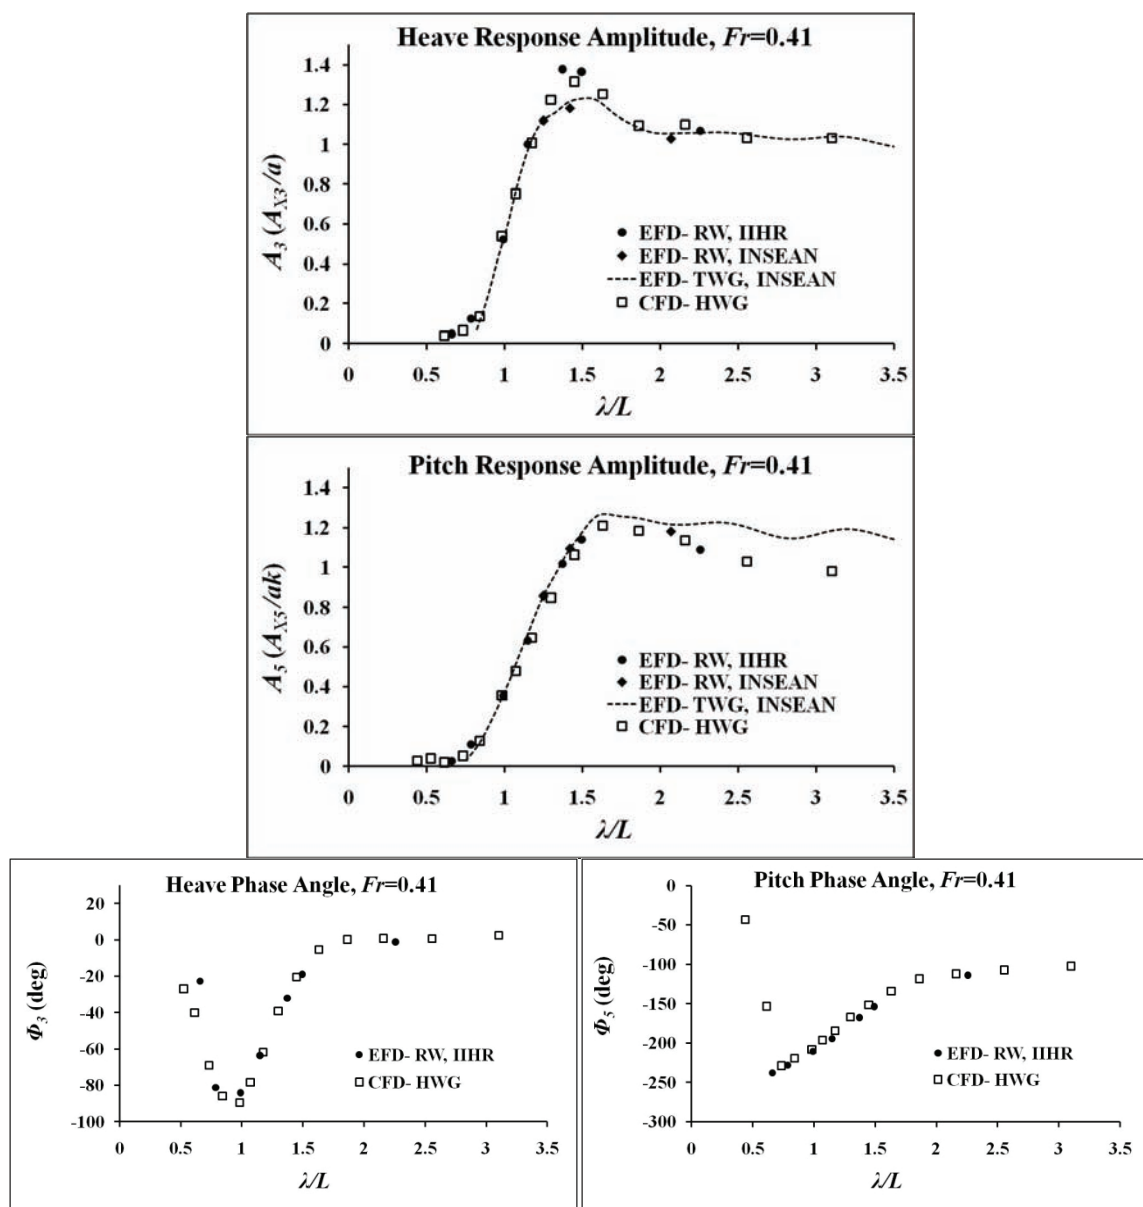 Heave Response Amplitude, Fr=0.41
1.4
1.2
1
0.8
0.6
0.4
0.2
0
A3 (AX3/a)
EFD- RW, IIHR
EFD- RW, INSEAN
EFD- TWG, INSEAN
CFD- HWG
0 0.5 1 1.5 2 2.5 3 3.5
λ/L
Pitch Response Amplitude, Fr=0.41
1.4
1.2
1
0.8
0.6
0.4
0.2
0
A5 (AX5/ak)
EFD- RW, IIHR
EFD- RW, INSEAN
EFD- TWG, INSEAN
CFD- HWG
0 0.5 1 1.5 2 2.5 3 3.5
λ/L
Heave Phase Angle, Fr=0.41
20
0
-20
-40
-60
-80
-100
Φ3 (deg)
EFD- RW, IIHR
CFD- HWG
0 0.5 1 1.5 2 2.5 3 3.5
λ/L
Pitch Phase Angle, Fr=0.41
0
-50
-100
-150
-200
-250
-300
Φ5 (deg)
EFD- RW, IIHR
CFD- HWG
0 0.5 1 1.5 2 2.5 3 3.5
λ/L